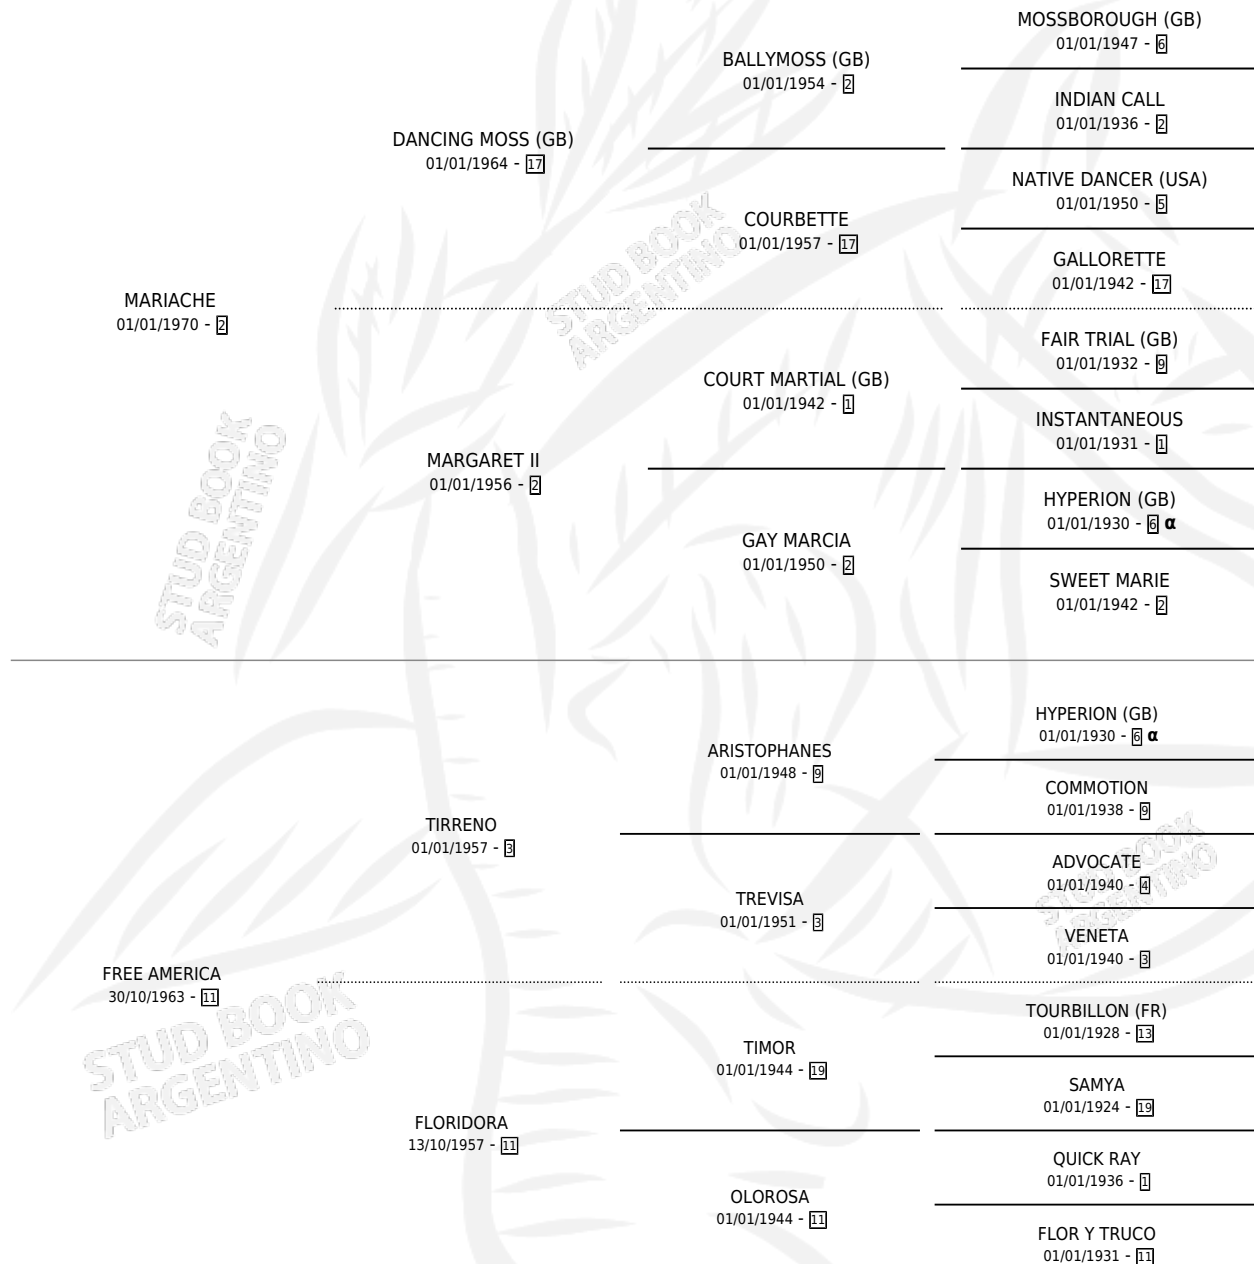 MOSSBOROUGH (GB)
01/01/1947 - 6
BALLYMOSS (GB)
01/01/1954 - 2
INDIAN CALL
01/01/1936 - 2
DANCING MOSS (GB)
01/01/1964 - 17
NATIVE DANCER (USA)
01/01/1950 - 5
COURBETTE
01/01/1957 - 17
GALLORETTE
01/01/1942 - 17
MARIACHE
01/01/1970 - 2
FAIR TRIAL (GB)
01/01/1932 - 9
COURT MARTIAL (GB)
01/01/1942 - 1
INSTANTANEOUS
01/01/1931 - 1
MARGARET II
01/01/1956 - 2
HYPERION (GB)
01/01/1930 - 6 α
GAY MARCIA
01/01/1950 - 2
SWEET MARIE
01/01/1942 - 2
HYPERION (GB)
01/01/1930 - 6 α
ARISTOPHANES
01/01/1948 - 9
COMMOTION
01/01/1938 - 9
TIRRENO
01/01/1957 - 3
ADVOCATE
01/01/1940 - 4
TREVISA
01/01/1951 - 3
VENETA
01/01/1940 - 3
FREE AMERICA
30/10/1963 - 11
TOURBILLON (FR)
01/01/1928 - 13
TIMOR
01/01/1944 - 19
SAMYA
01/01/1924 - 19
FLORIDORA
13/10/1957 - 11
QUICK RAY
01/01/1936 - 1
OLOROSA
01/01/1944 - 11
FLOR Y TRUCO
01/01/1931 - 11
STUD BOOK
ARGENTINO
STUD BOOK
ARGENTINO
STUD BOOK
ARGENTINO
STUD BOOK
ARGENTINO